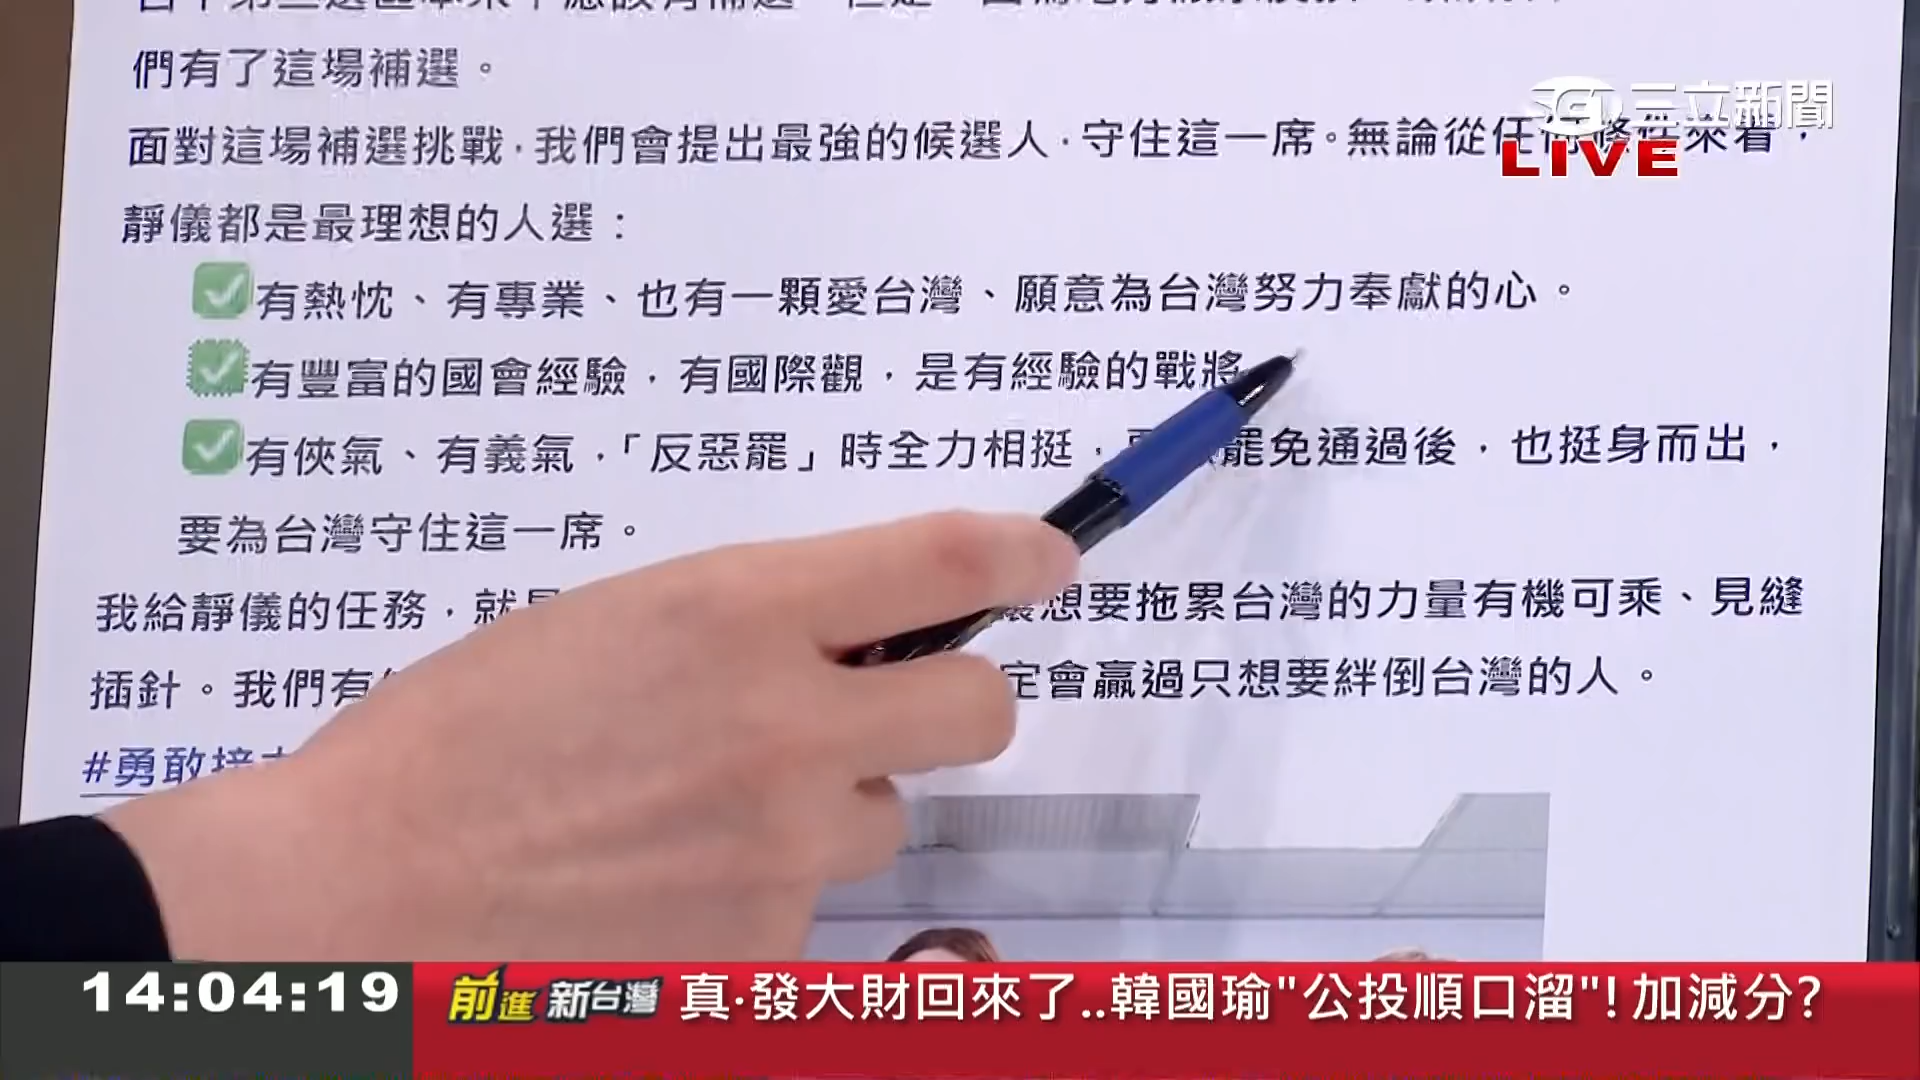 們有了這場補選。
面對這場補選挑戰，我們會提出最強的候選人，守住這一席。無論從任何條件來看，
靜儀都是最理想的人選：
有熱忱、有專業、也有一顆愛台灣、願意為台灣努力奉獻的心。
有豐富的國會經驗，有國際觀，是有經驗的戰將
有俠氣、有義氣，「反惡罷」時全力相挺，罷免通過後，也挺身而出，
要為台灣守住這一席。
我給靜儀的任務，就是 想要拖累台灣的力量有機可乘、見縫
插針。我們有 定會贏過只想要絆倒台灣的人。
#勇敢接
三立新聞
LIVE
14:04:19
前進新台灣
真·發大財回來了..韓國瑜"公投順口溜"!加減分?